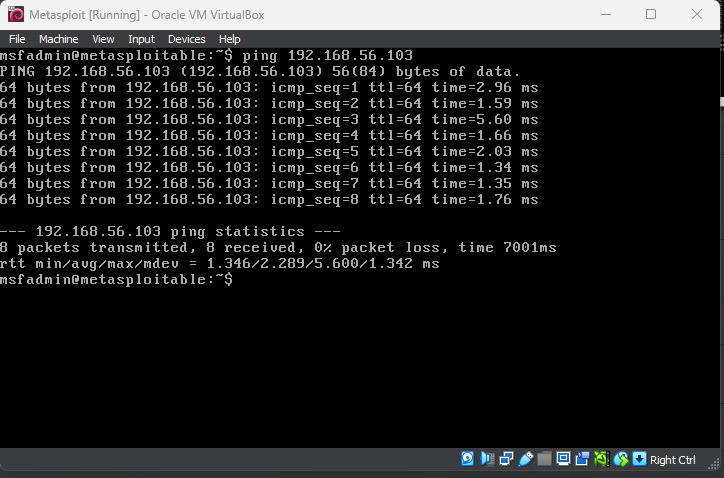 Metasploit [Running] - Oracle VM VirtualBox
File Machine View Input Devices Help
msfadmin@metasploitable:~$ ping 192.168.56.103
PING 192.168.56.103 (192.168.56.103) 56(84) bytes of data.
64 bytes from 192.168.56.103: icmp_seq=1 ttl=64 time=2.96 ms
64 bytes from 192.168.56.103: icmp_seq=2 ttl=64 time=1.59 ms
64 bytes from 192.168.56.103: icmp_seq=3 ttl=64 time=5.60 ms
64 bytes from 192.168.56.103: icmp_seq=4 ttl=64 time=1.66 ms
64 bytes from 192.168.56.103: icmp_seq=5 ttl=64 time=2.03 ms
64 bytes from 192.168.56.103: icmp_seq=6 ttl=64 time=1.34 ms
64 bytes from 192.168.56.103: icmp_seq=7 ttl=64 time=1.35 ms
64 bytes from 192.168.56.103: icmp_seq=8 ttl=64 time=1.76 ms
--- 192.168.56.103 ping statistics ---
8 packets transmitted, 8 received, 0% packet loss, time 7001ms
rtt min/avg/max/mdev = 1.346/2.289/5.600/1.342 ms
msfadmin@metasploitable:~$
Right Ctrl